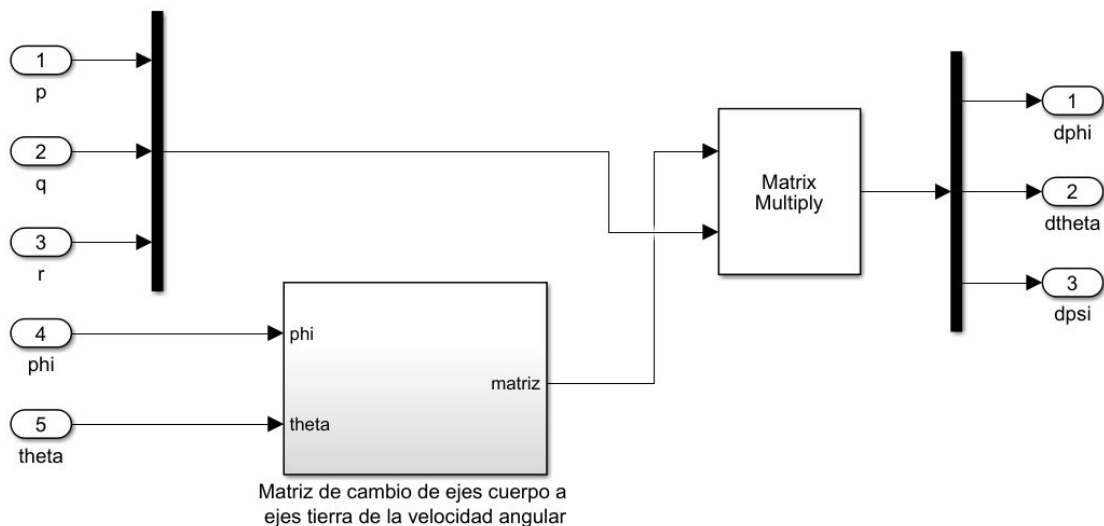 1
p
2
q
3
r
4
phi
5
theta
phi
theta
matriz
Matriz de cambio de ejes cuerpo a
ejes tierra de la velocidad angular
Matrix
Multiply
1
dphi
2
dtheta
3
dpsi